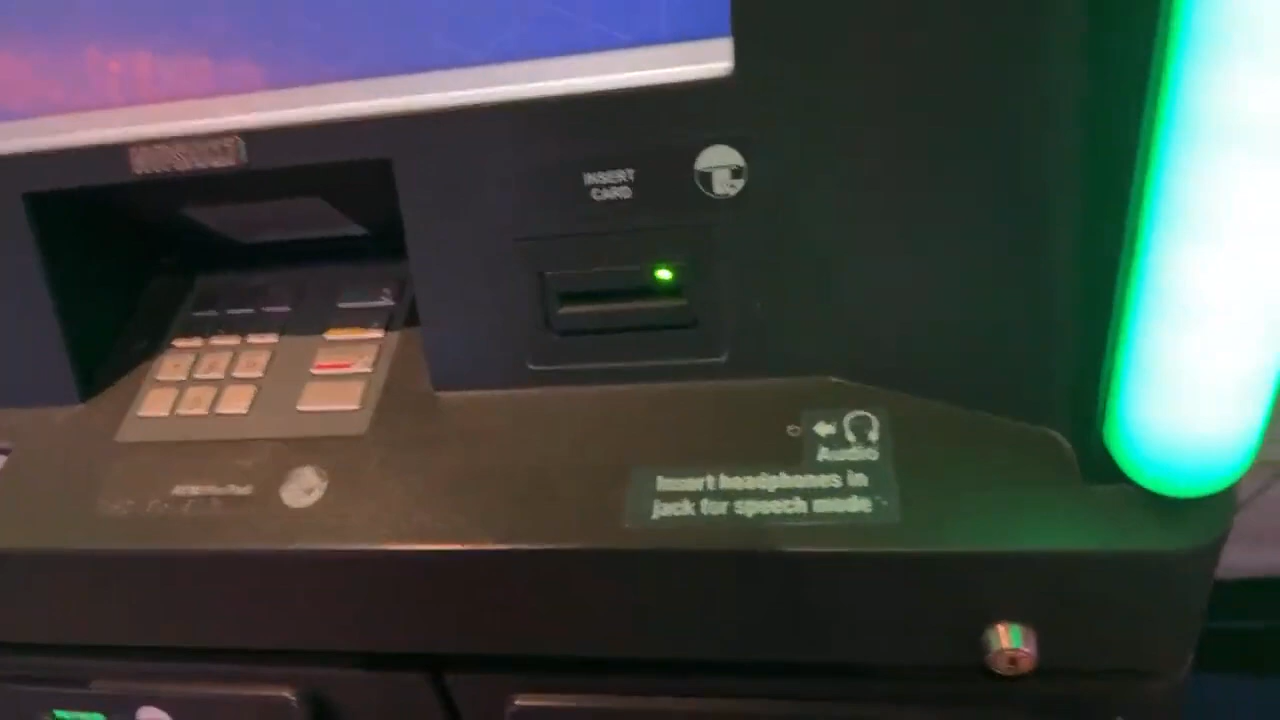 INSERT
CARD
Audio
Insert headphones in
jack for speech mode